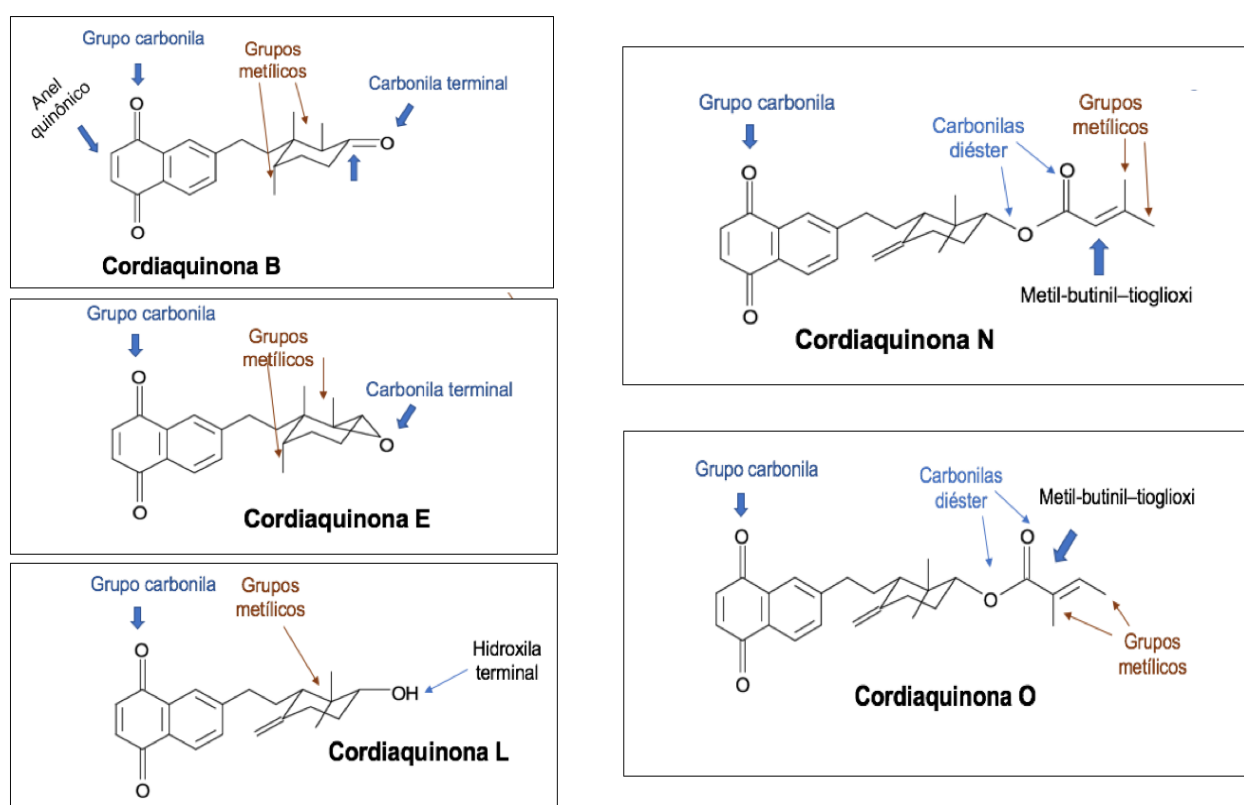 Grupo carbonila
Anel
quinônico
Grupos
metílicos
Carbonila terminal
O
O
O
Cordiaquinona B
Grupo carbonila
Grupos
metílicos
Carbonila terminal
O
O
O
Cordiaquinona E
Grupo carbonila
Grupos
metílicos
Hidroxila
terminal
O
OH
O
Cordiaquinona L
Grupo carbonila
Carbonilas
diéster
Grupos
metílicos
O
O
O
O
Metil-butinil–tioglioxi
Cordiaquinona N
Grupo carbonila
Carbonilas
diéster
Metil-butinil–tioglioxi
O
O
O
O
Grupos
metílicos
Cordiaquinona O